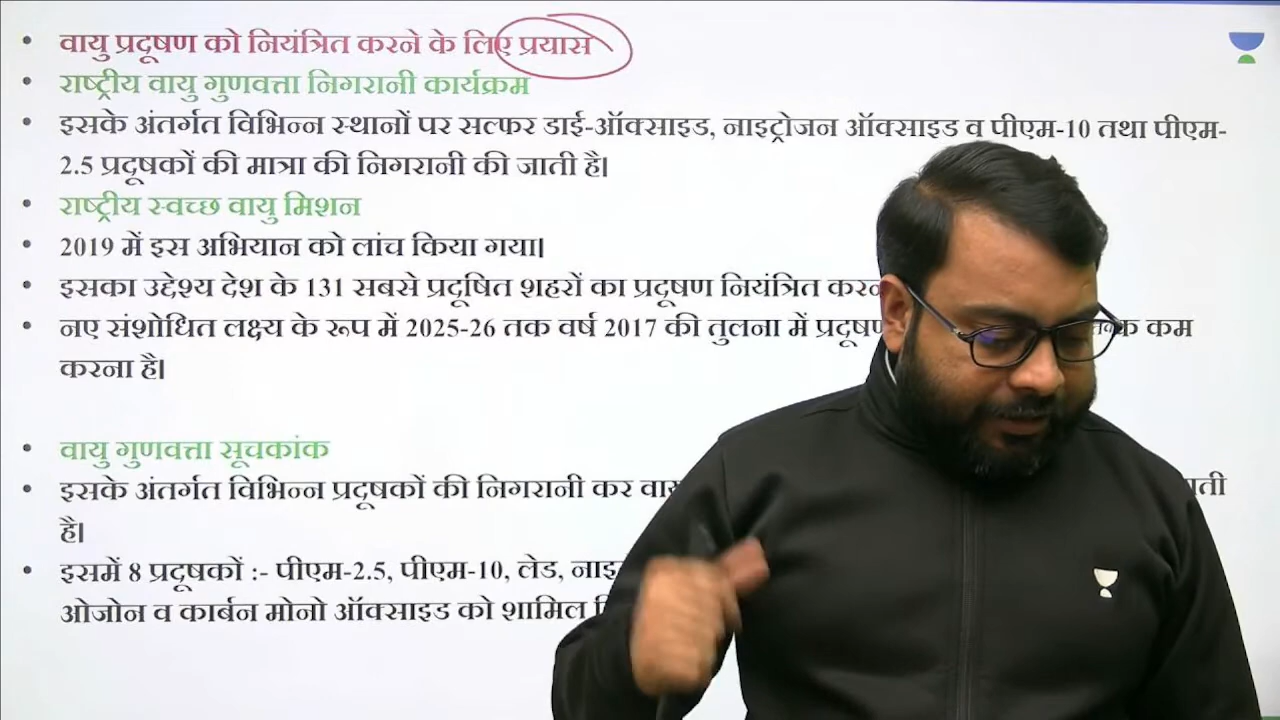 वायु प्रदूषण को नियंत्रित करने के लिए प्रयास
राष्ट्रीय वायु गुणवत्ता निगरानी कार्यक्रम
इसके अंतर्गत विभिन्न स्थानों पर सल्फर डाई-ऑक्साइड, नाइट्रोजन ऑक्साइड व पीएम-10 तथा पीएम-
2.5 प्रदूषकों की मात्रा की निगरानी की जाती है।
राष्ट्रीय स्वच्छ वायु मिशन
2019 में इस अभियान को लांच किया गया।
इसका उद्देश्य देश के 131 सबसे प्रदूषित शहरों का प्रदूषण नियंत्रित
नए संशोधित लक्ष्य के रूप में 2025-26 तक वर्ष 2017 की तुलना में कम
करना है।
वायु गुणवत्ता सूचकांक
इसके अंतर्गत विभिन्न प्रदूषकों की निगरानी कर
है।
इसमें 8 प्रदूषकों :- पीएम-2.5, पीएम-10, लेड,
ओजोन व कार्बन मोनो ऑक्साइड को शामिल